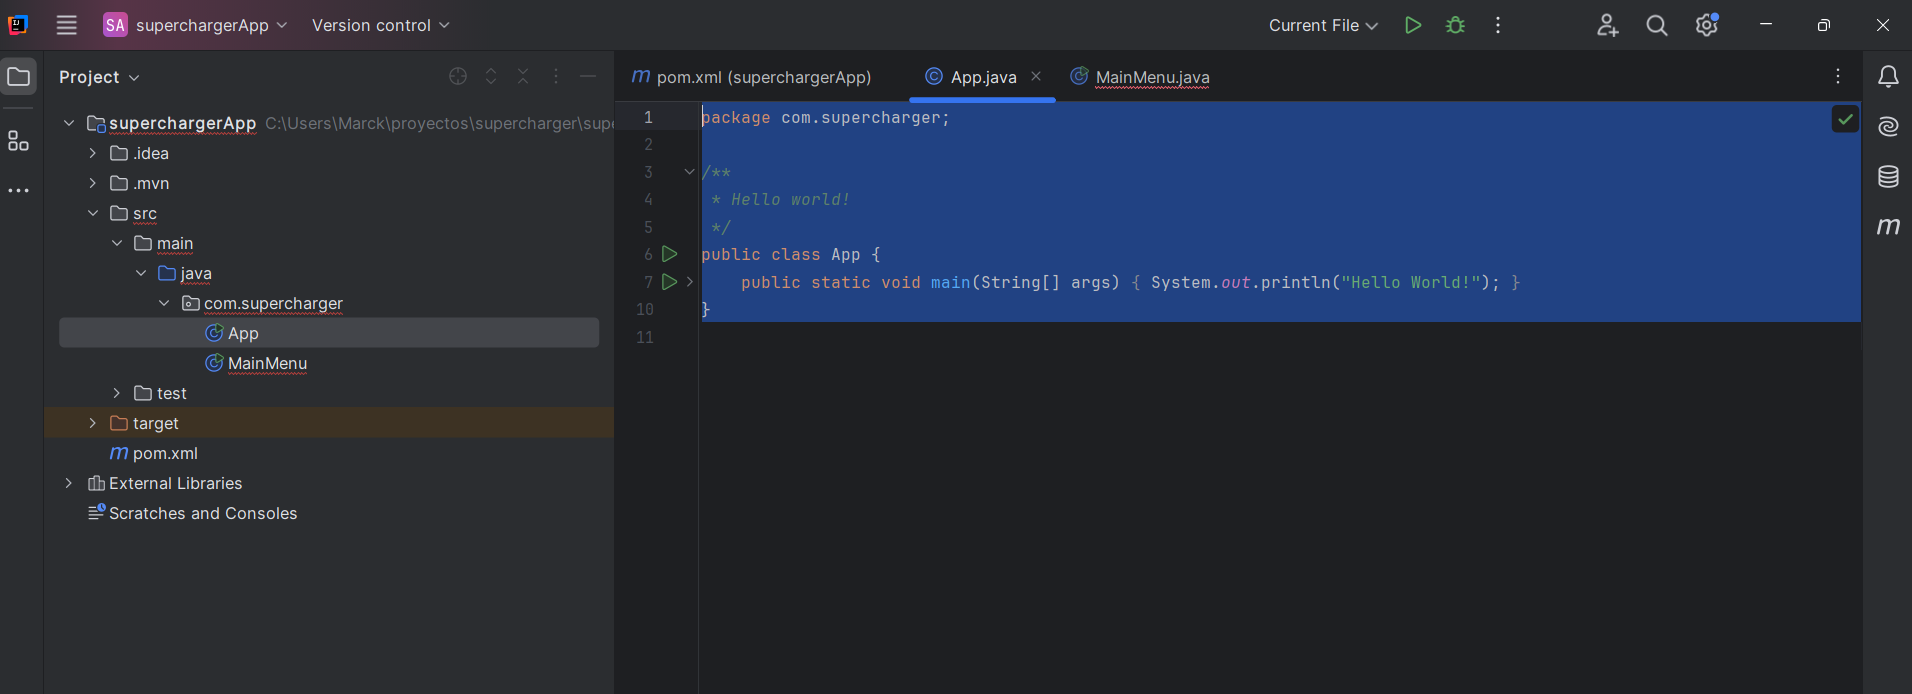 SA superchargerApp Version control Current File
Project
pom.xml (superchargerApp) App.java MainMenu.java
superchargerApp C:\Users\Marck\proyectos\supercharger\supe
.idea
.mvn
src
main
java
com.supercharger
App
MainMenu
test
target
m pom.xml
External Libraries
Scratches and Consoles
1 package com.supercharger;
2
3 /**
4 * Hello world!
5 */
6 public class App {
7 public static void main(String[] args) { System.out.println("Hello World!"); }
10 }
11
m